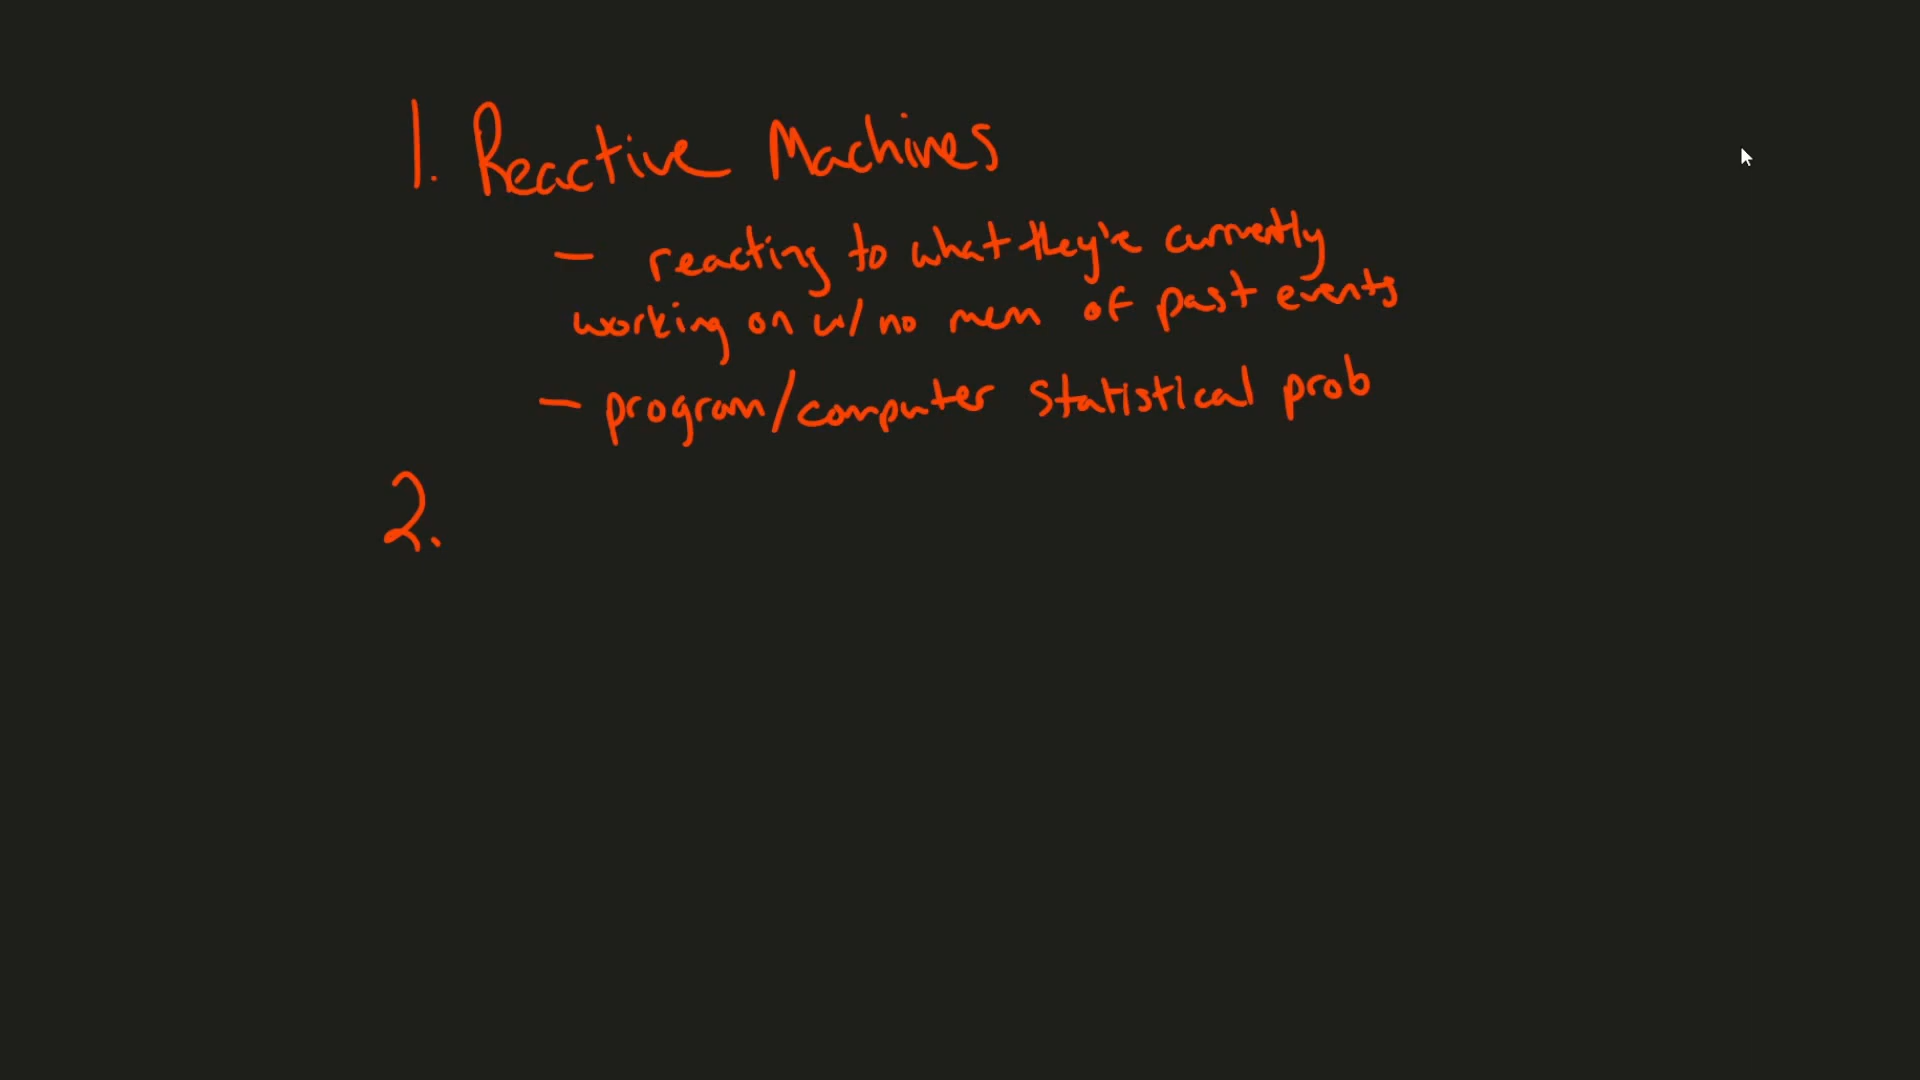 1. Reactive Machines
- reacting to what they're currently
working on w/ no mem of past events
- program/computer statistical prob
2.